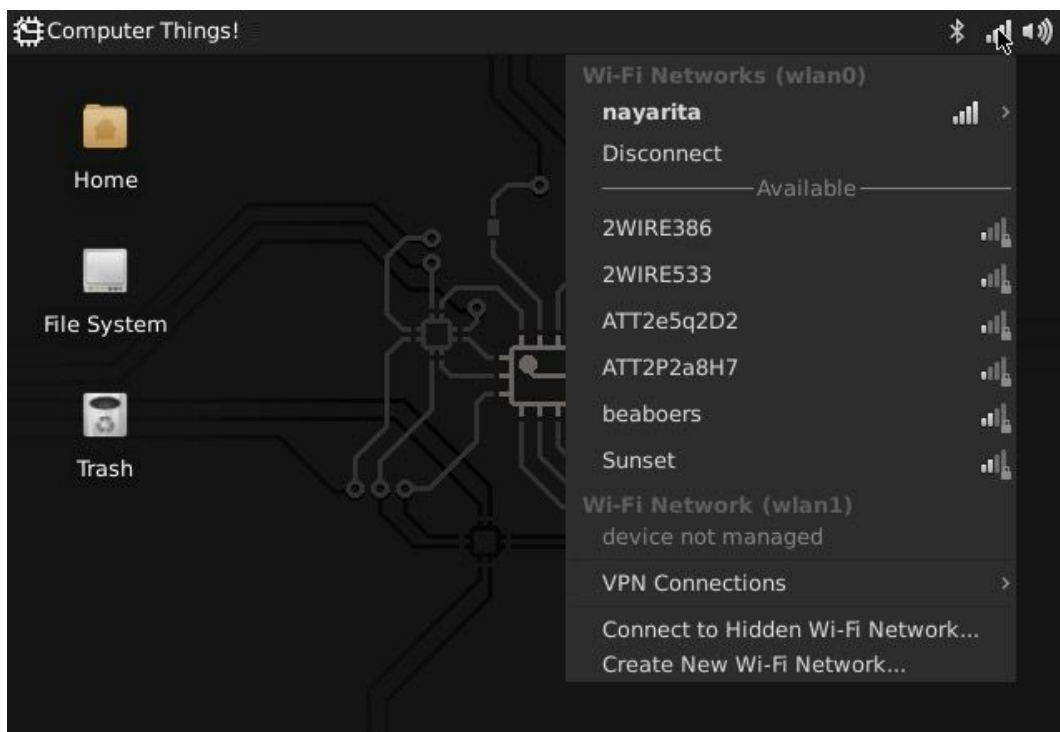 Computer Things!
Home
File System
Trash
Wi-Fi Networks (wlan0)
nayarita
Disconnect
Available
2WIRE386
2WIRE533
ATT2e5q2D2
ATT2P2a8H7
beaboers
Sunset
Wi-Fi Network (wlan1)
device not managed
VPN Connections
Connect to Hidden Wi-Fi Network...
Create New Wi-Fi Network...